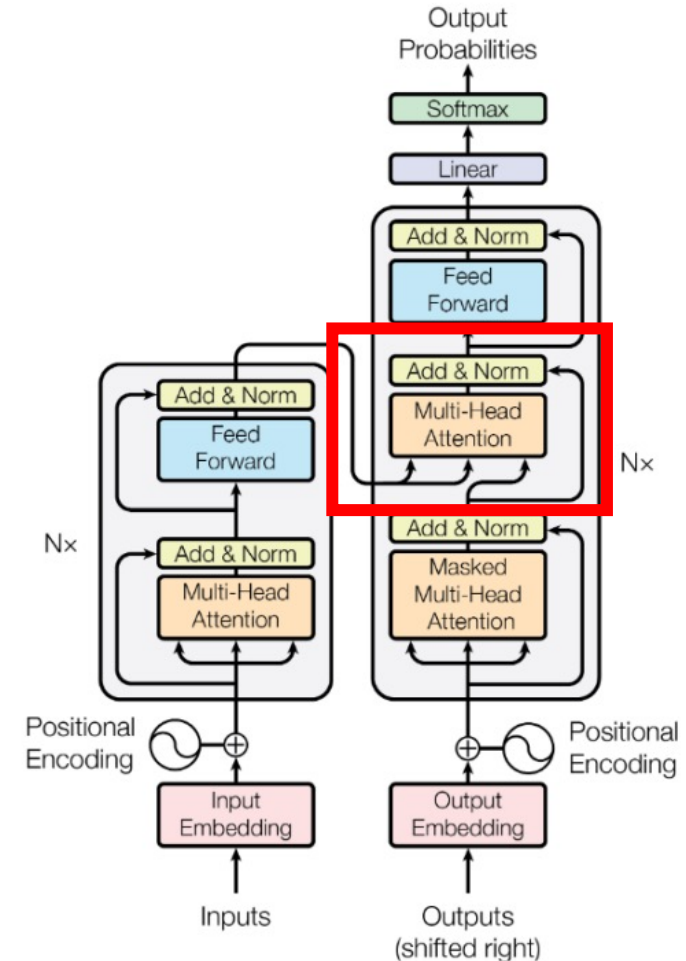 Output
Probabilities
Softmax
Linear
Add & Norm
Feed
Forward
Add & Norm
Multi-Head
Attention
Nx
Add & Norm
Masked
Multi-Head
Attention
Add & Norm
Feed
Forward
Nx
Add & Norm
Multi-Head
Attention
Positional
Encoding
Positional
Encoding
Input
Embedding
Output
Embedding
Inputs
Outputs
(shifted right)